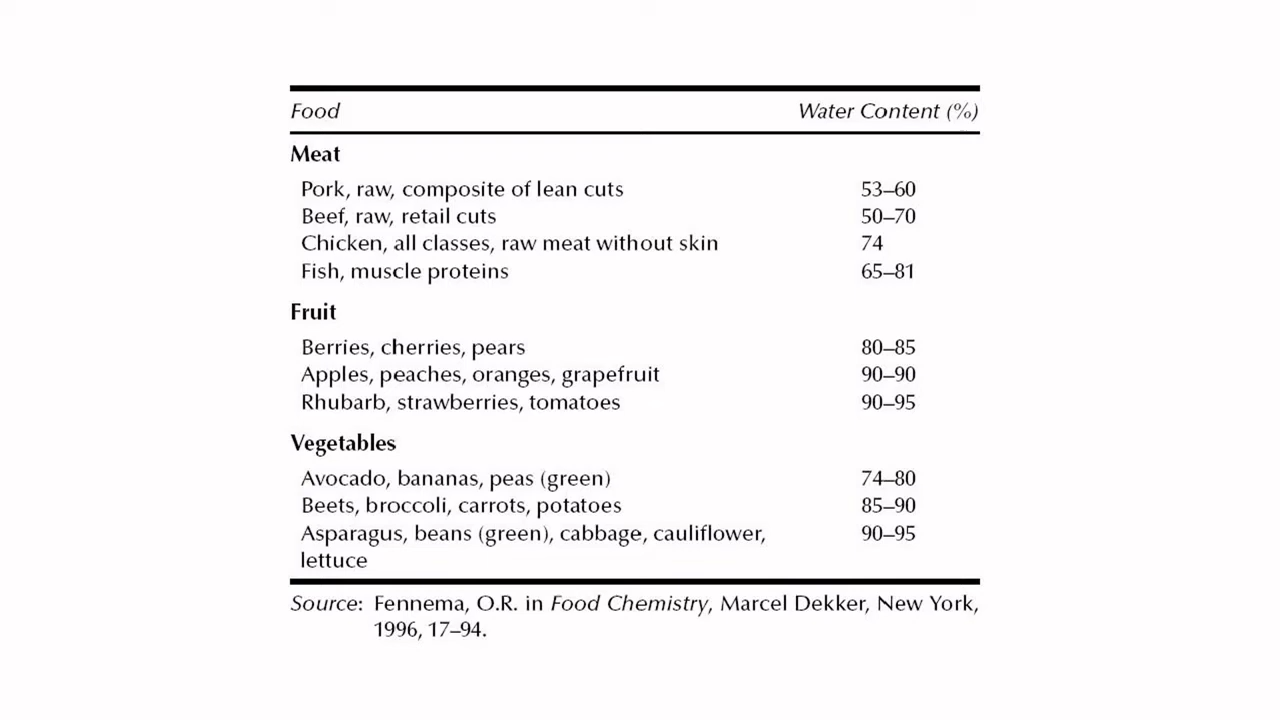 Food Water Content (%)
Meat
Pork, raw, composite of lean cuts 53–60
Beef, raw, retail cuts 50–70
Chicken, all classes, raw meat without skin 74
Fish, muscle proteins 65–81
Fruit
Berries, cherries, pears 80–85
Apples, peaches, oranges, grapefruit 90–90
Rhubarb, strawberries, tomatoes 90–95
Vegetables
Avocado, bananas, peas (green) 74–80
Beets, broccoli, carrots, potatoes 85–90
Asparagus, beans (green), cabbage, cauliflower, 90–95
lettuce
Source: Fennema, O.R. in Food Chemistry, Marcel Dekker, New York,
1996, 17–94.